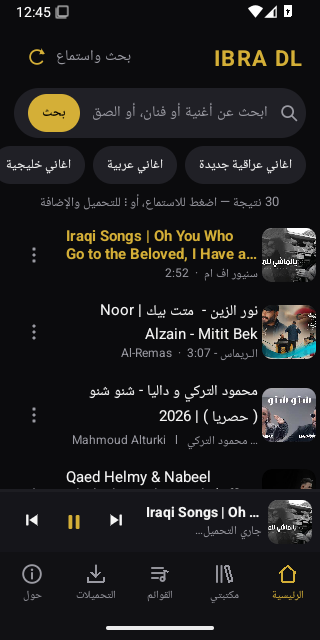 12:45
IBRA DL
بحث واستماع
ابحث عن أغنية أو فنان، أو الصق
بحث
اغاني عراقية جديدة
اغاني عربية
اغاني خليجية
30 نتيجة — اضغط للاستماع، أو ⁝ للتحميل والإضافة
Iraqi Songs | Oh You Who
Go to the Beloved, I Have a...
سنيور اف ام · 2:52
نور الزين - متت بيك | Noor
Alzain - Mitit Bek
Al-Remas - الـريماس · 3:07
محمود التركي و داليا - شنو شنو
( حصريا ) | 2026
Mahmoud Alturki | محمود التركي ...
Qaed Helmy & Nabeel
Iraqi Songs | Oh ...
جاري التحميل...
الرئيسية
مكتبتي
القوائم
التحميلات
حول